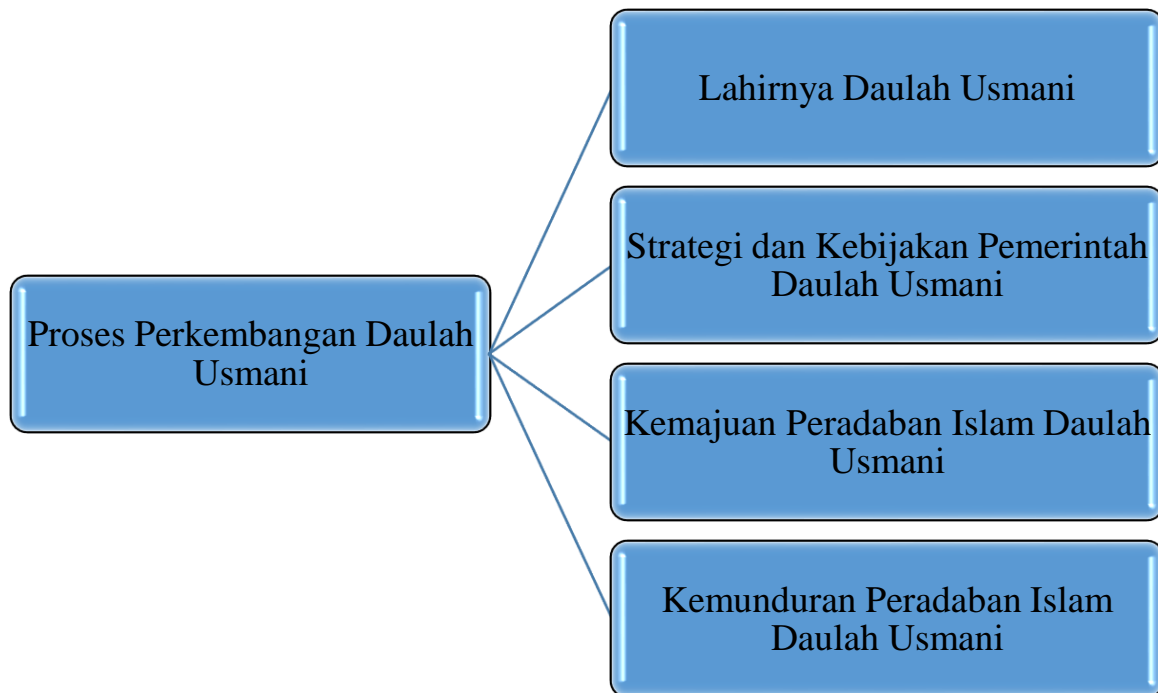 Proses Perkembangan Daulah
Usmani
Lahirnya Daulah Usmani
Strategi dan Kebijakan Pemerintah
Daulah Usmani
Kemajuan Peradaban Islam Daulah
Usmani
Kemunduran Peradaban Islam
Daulah Usmani